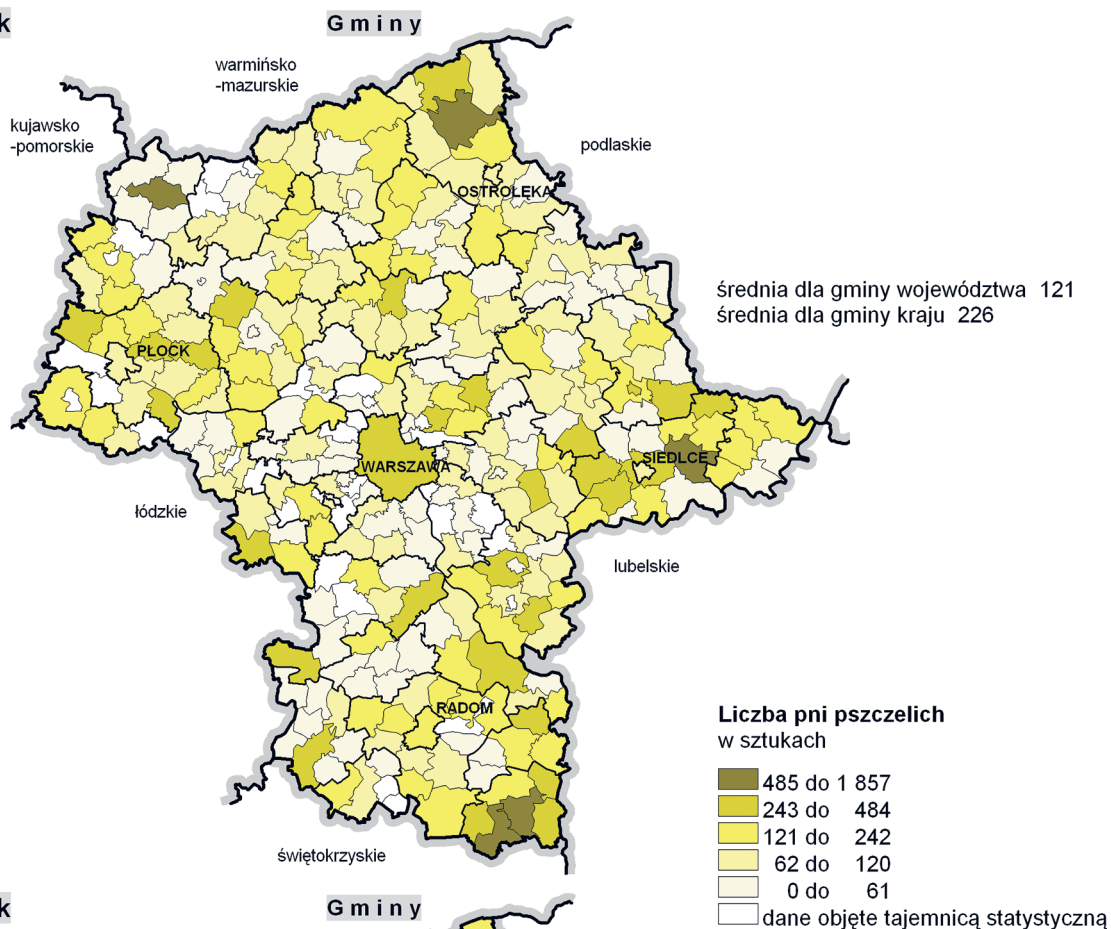 k
G m i n y
warmińsko
-mazurskie
kujawsko
-pomorskie
podlaskie
OSTROŁĘKA
średnia dla gminy województwa 121
średnia dla gminy kraju 226
PŁOCK
SIEDLCE
WARSZAWA
łódzkie
lubelskie
RADOM
Liczba pni pszczelich
w sztukach
485 do 1 857
243 do 484
121 do 242
62 do 120
0 do 61
dane objęte tajemnicą statystyczną
świętokrzyskie
k
G m i n y